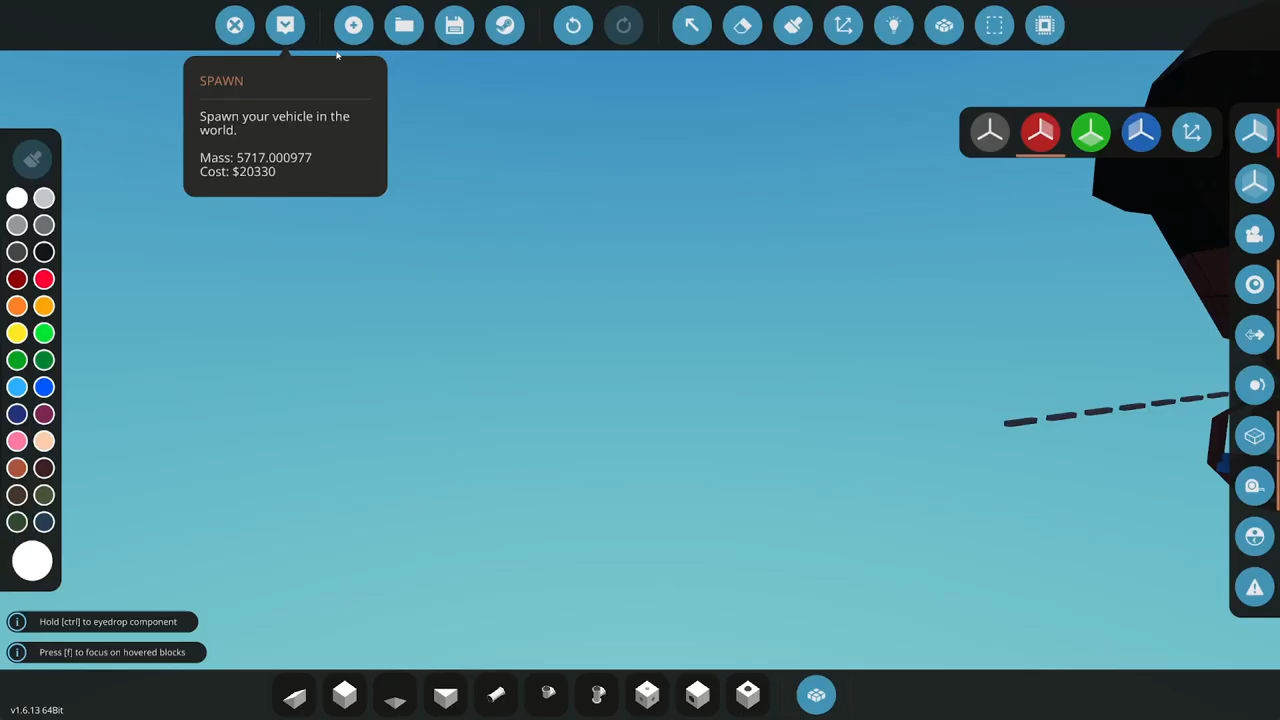 SPAWN
Spawn your vehicle in the
world.
Mass: 5717.000977
Cost: $20330
Hold [ctrl] to eyedrop component
Press [f] to focus on hovered blocks
v1.6.13 64Bit